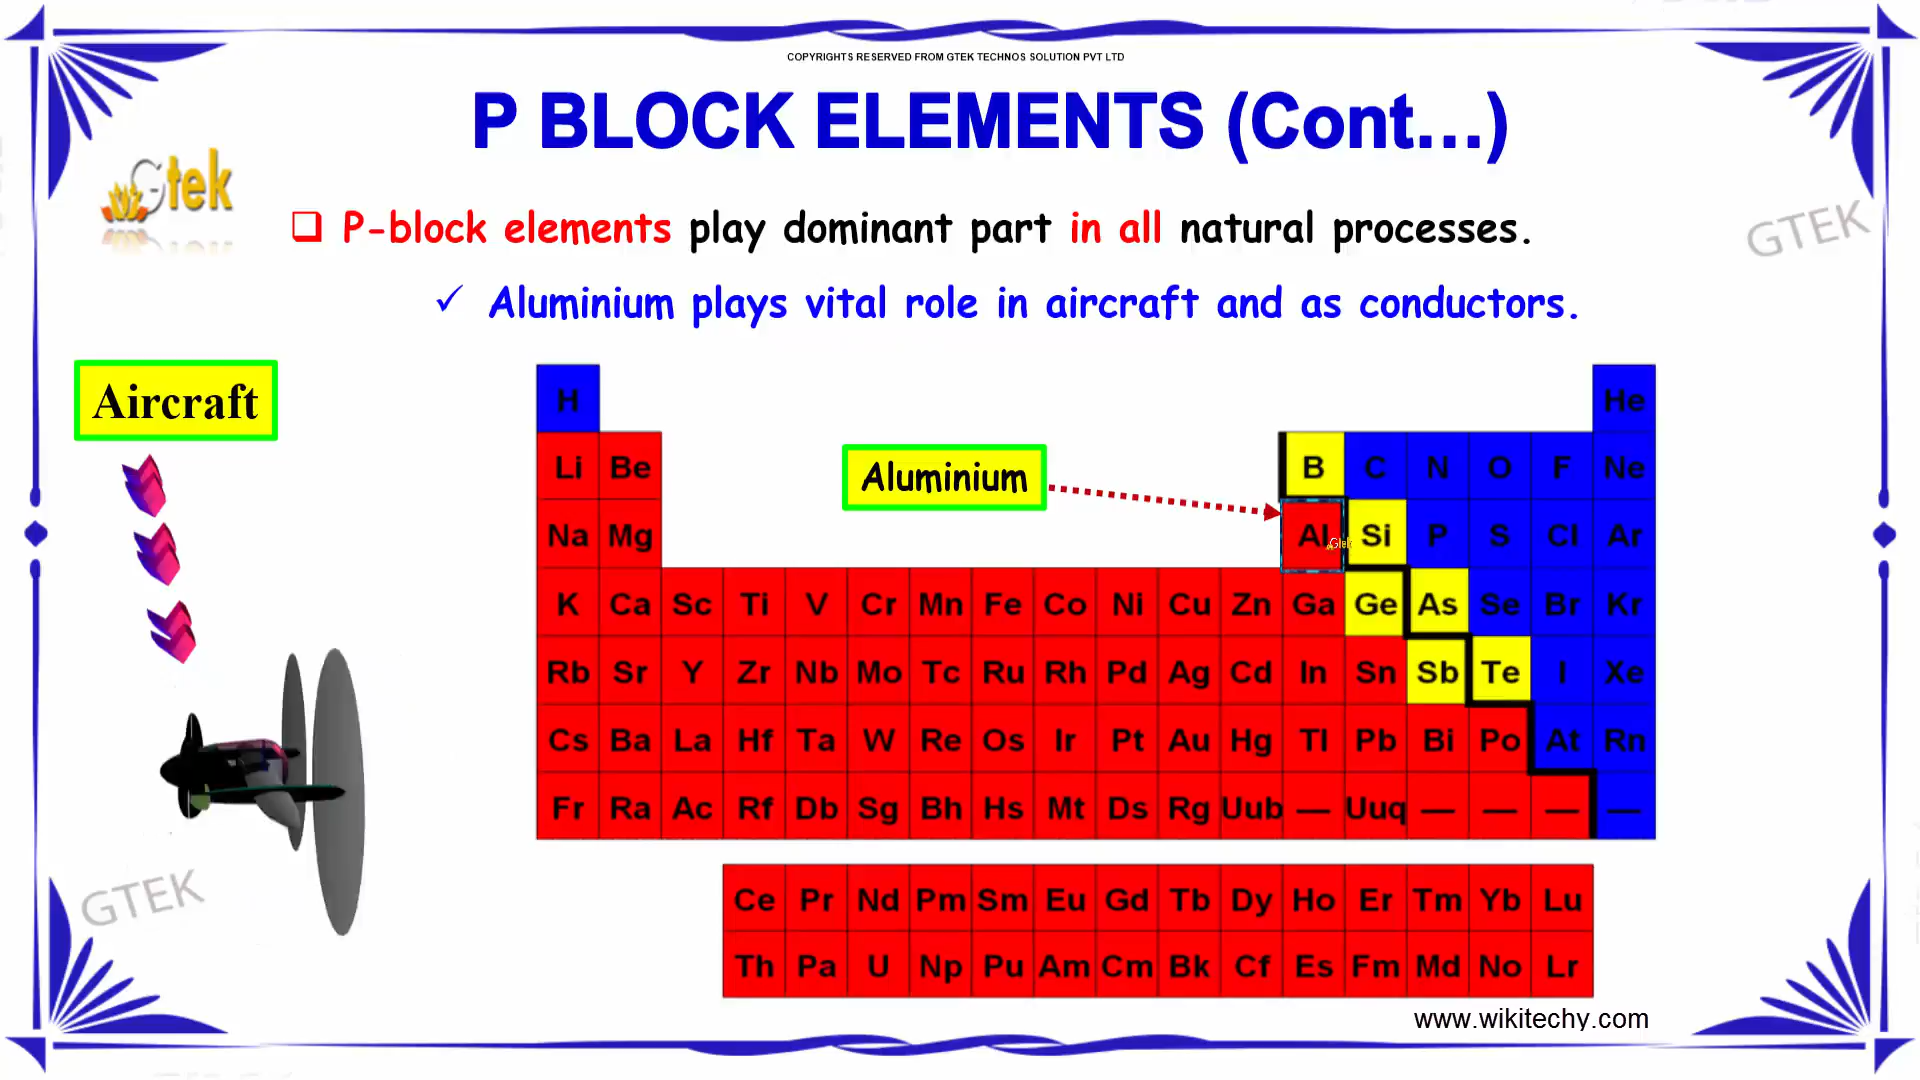 COPYRIGHTS RESERVED FROM GTEK TECHNOS SOLUTION PVT LTD
P BLOCK ELEMENTS (Cont...)
Gtek
P-block elements play dominant part in all natural processes.
GTEK
Aluminium plays vital role in aircraft and as conductors.
Aircraft
Aluminium
H He
Li Be B C N O F Ne
Na Mg Al Si P S Cl Ar
Gtek
K Ca Sc Ti V Cr Mn Fe Co Ni Cu Zn Ga Ge As Se Br Kr
Rb Sr Y Zr Nb Mo Tc Ru Rh Pd Ag Cd In Sn Sb Te I Xe
Cs Ba La Hf Ta W Re Os Ir Pt Au Hg Tl Pb Bi Po At Rn
Fr Ra Ac Rf Db Sg Bh Hs Mt Ds Rg Uub — Uuq — — — —
GTEK
Ce Pr Nd Pm Sm Eu Gd Tb Dy Ho Er Tm Yb Lu
Th Pa U Np Pu Am Cm Bk Cf Es Fm Md No Lr
www.wikitechy.com